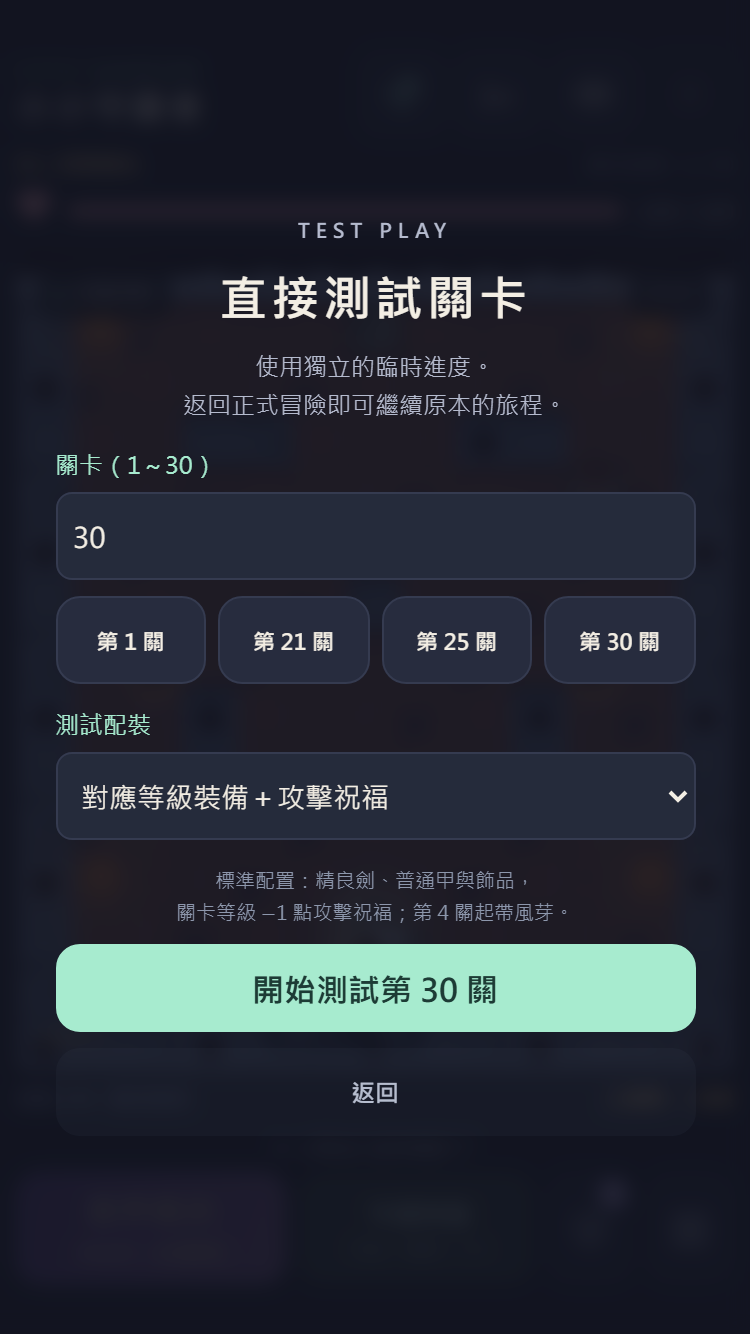 TEST PLAY
直接測試關卡
使用獨立的臨時進度。
返回正式冒險即可繼續原本的旅程。
關卡（1～30）
30
第 1 關
第 21 關
第 25 關
第 30 關
測試配裝
對應等級裝備 + 攻擊祝福
標準配置：精良劍、普通甲與飾品，
關卡等級 −1 點攻擊祝福；第 4 關起帶風芽。
開始測試第 30 關
返回